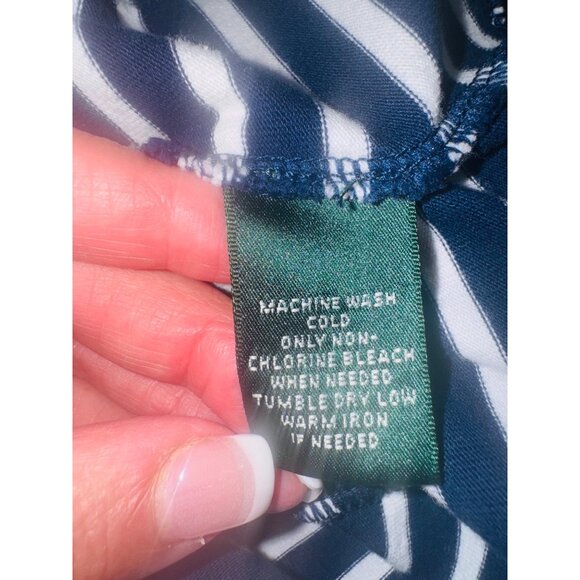 MACHINE WASH
COLD
ONLY NON-
CHLORINE BLEACH
WHEN NEEDED
TUMBLE DRY LOW
WARM IRON
IF NEEDED